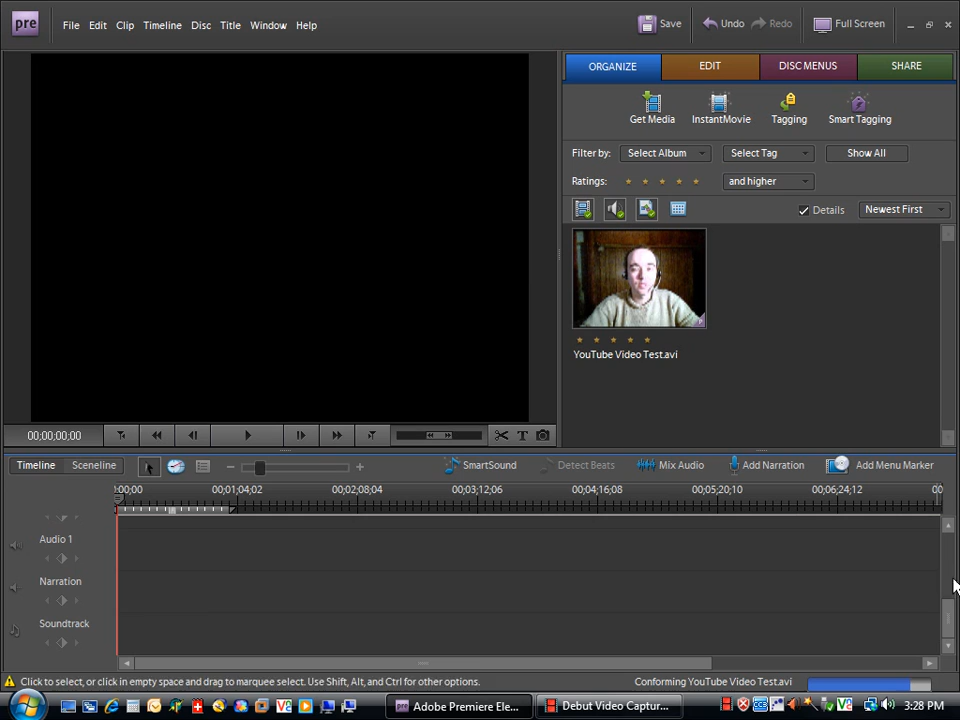 pre File Edit Clip Timeline Disc Title Window Help Save Undo Redo Full Screen
ORGANIZE EDIT DISC MENUS SHARE
Get Media InstantMovie Tagging Smart Tagging
Filter by: Select Album Select Tag Show All
Ratings: and higher
Details Newest First
YouTube Video Test.avi
00;00;00;00
Timeline Sceneline SmartSound Detect Beats Mix Audio Add Narration Add Menu Marker
;00;00 00;01;04;02 00;02;08;04 00;03;12;06 00;04;16;08 00;05;20;10 00;06;24;12 00
Audio 1
Narration
Soundtrack
Click to select, or click in empty space and drag to marquee select. Use Shift, Alt, and Ctrl for other options. Conforming YouTube Video Test.avi
pre Adobe Premiere Ele... Debut Video Captur... 3:28 PM